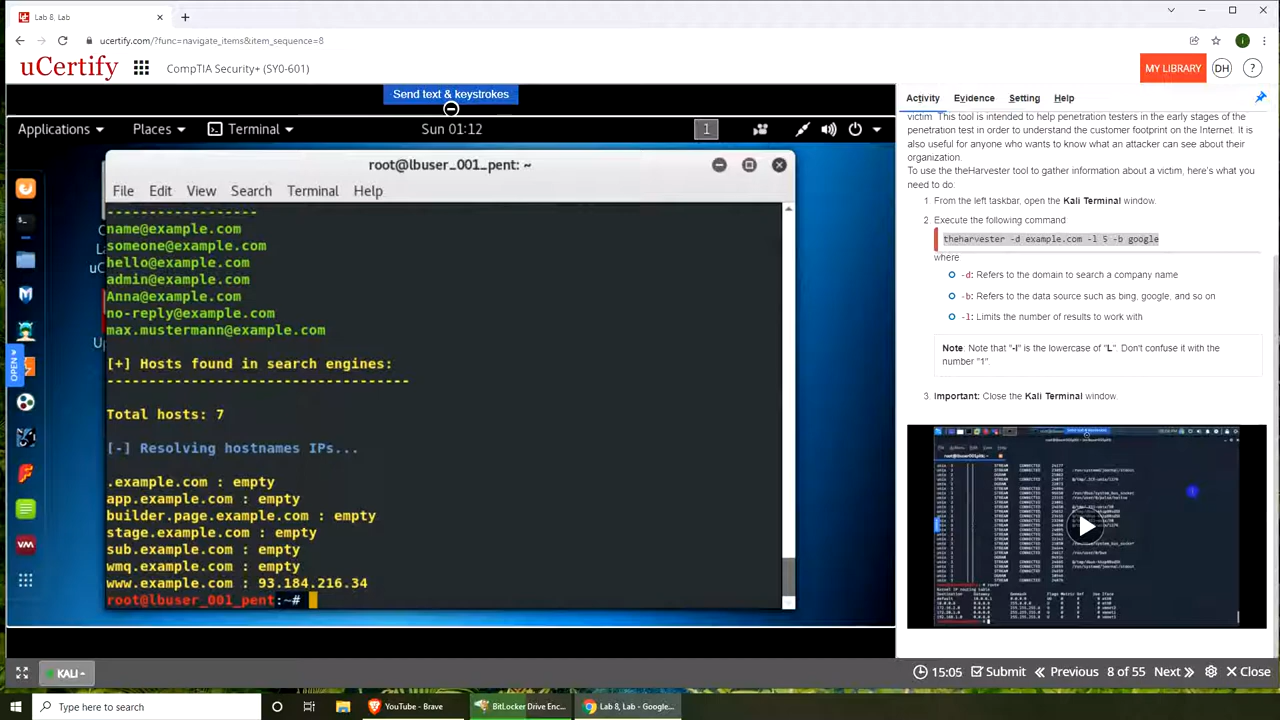 Lab 8, Lab
ucertify.com/?func=navigate_items&item_sequence=8
uCertify
CompTIA Security+ (SY0-601)
MY LIBRARY
DH
?
Send text & keystrokes
Applications
Places
Terminal
Sun 01:12
1
root@lbuser_001_pent: ~
File Edit View Search Terminal Help
------------------
name@example.com
someone@example.com
hello@example.com
admin@example.com
Anna@example.com
no-reply@example.com
max.mustermann@example.com
[+] Hosts found in search engines:
------------------------------------
Total hosts: 7
[-] Resolving hostnames IPs...
.example.com : empty
app.example.com : empty
builder.page.example.com : empty
stage.example.com : empty
sub.example.com : empty
wmq.example.com : empty
www.example.com : 93.184.216.34
root@lbuser_001_pent:~#
OPEN
Activity Evidence Setting Help
victim. This tool is intended to help penetration testers in the early stages of the
penetration test in order to understand the customer footprint on the Internet. It is
also useful for anyone who wants to know what an attacker can see about their
organization.
To use the theHarvester tool to gather information about a victim, here's what you
need to do.
1 From the left taskbar, open the Kali Terminal window.
2 Execute the following command
theharvester -d example.com -l 5 -b google
where
-d: Refers to the domain to search a company name
-b: Refers to the data source such as bing, google, and so on
-l: Limits the number of results to work with
Note: Note that "-l" is the lowercase of "L". Don't confuse it with the
number "1".
3 Important: Close the Kali Terminal window.
KALI
15:05
Submit
Previous
8 of 55
Next
Close
Type here to search
YouTube - Brave
BitLocker Drive Enc...
Lab 8, Lab - Google...